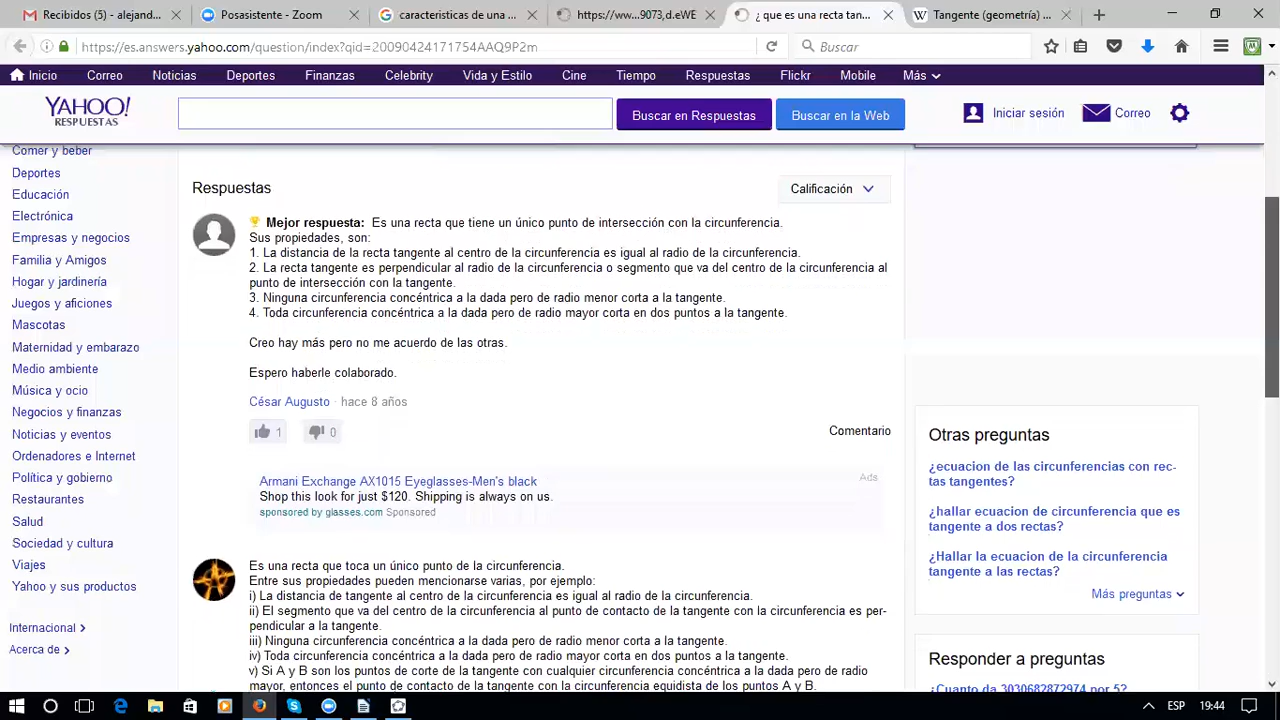 Recibidos (5) - alejand...
Posasistente - Zoom
caracteristicas de una ...
https://ww...9073,d.eWE
¿ que es una recta tan...
Tangente (geometría) ...
https://es.answers.yahoo.com/question/index?qid=20090424171754AAQ9P2m
Buscar
Inicio Correo Noticias Deportes Finanzas Celebrity Vida y Estilo Cine Tiempo Respuestas Flickr Mobile Más
YAHOO!
RESPUESTAS
Buscar en Respuestas
Buscar en la Web
Iniciar sesión
Correo
Comer y beber
Deportes
Educación
Electrónica
Empresas y negocios
Familia y Amigos
Hogar y jardinería
Juegos y aficiones
Mascotas
Maternidad y embarazo
Medio ambiente
Música y ocio
Negocios y finanzas
Noticias y eventos
Ordenadores e Internet
Política y gobierno
Restaurantes
Salud
Sociedad y cultura
Viajes
Yahoo y sus productos
Internacional
Acerca de
Respuestas
Calificación
Mejor respuesta: Es una recta que tiene un único punto de intersección con la circunferencia.
Sus propiedades, son:
1. La distancia de la recta tangente al centro de la circunferencia es igual al radio de la circunferencia.
2. La recta tangente es perpendicular al radio de la circunferencia o segmento que va del centro de la circunferencia al
punto de intersección con la tangente.
3. Ninguna circunferencia concéntrica a la dada pero de radio menor corta a la tangente.
4. Toda circunferencia concéntrica a la dada pero de radio mayor corta en dos puntos a la tangente.
Creo hay más pero no me acuerdo de las otras.
Espero haberle colaborado.
César Augusto · hace 8 años
1
0
Comentario
Armani Exchange AX1015 Eyeglasses-Men's black
Ads
Shop this look for just $120. Shipping is always on us.
sponsored by glasses.com Sponsored
Es una recta que toca un único punto de la circunferencia.
Entre sus propiedades pueden mencionarse varias, por ejemplo:
i) La distancia de tangente al centro de la circunferencia es igual al radio de la circunferencia.
ii) El segmento que va del centro de la circunferencia al punto de contacto de la tangente con la circunferencia es per-
pendicular a la tangente.
iii) Ninguna circunferencia concéntrica a la dada pero de radio menor corta a la tangente.
iv) Toda circunferencia concéntrica a la dada pero de radio mayor corta en dos puntos a la tangente.
v) Si A y B son los puntos de corte de la tangente con cualquier circunferencia concéntrica a la dada pero de radio
mayor, entonces el punto de contacto de la tangente con la circunferencia equidista de los puntos A y B.
Otras preguntas
¿ecuacion de las circunferencias con rec-
tas tangentes?
¿hallar ecuacion de circunferencia que es
tangente a dos rectas?
¿Hallar la ecuacion de la circunferencia
tangente a las rectas?
Más preguntas
Responder a preguntas
¿Cuanto da 3030682872974 por 5?
ESP
19:44